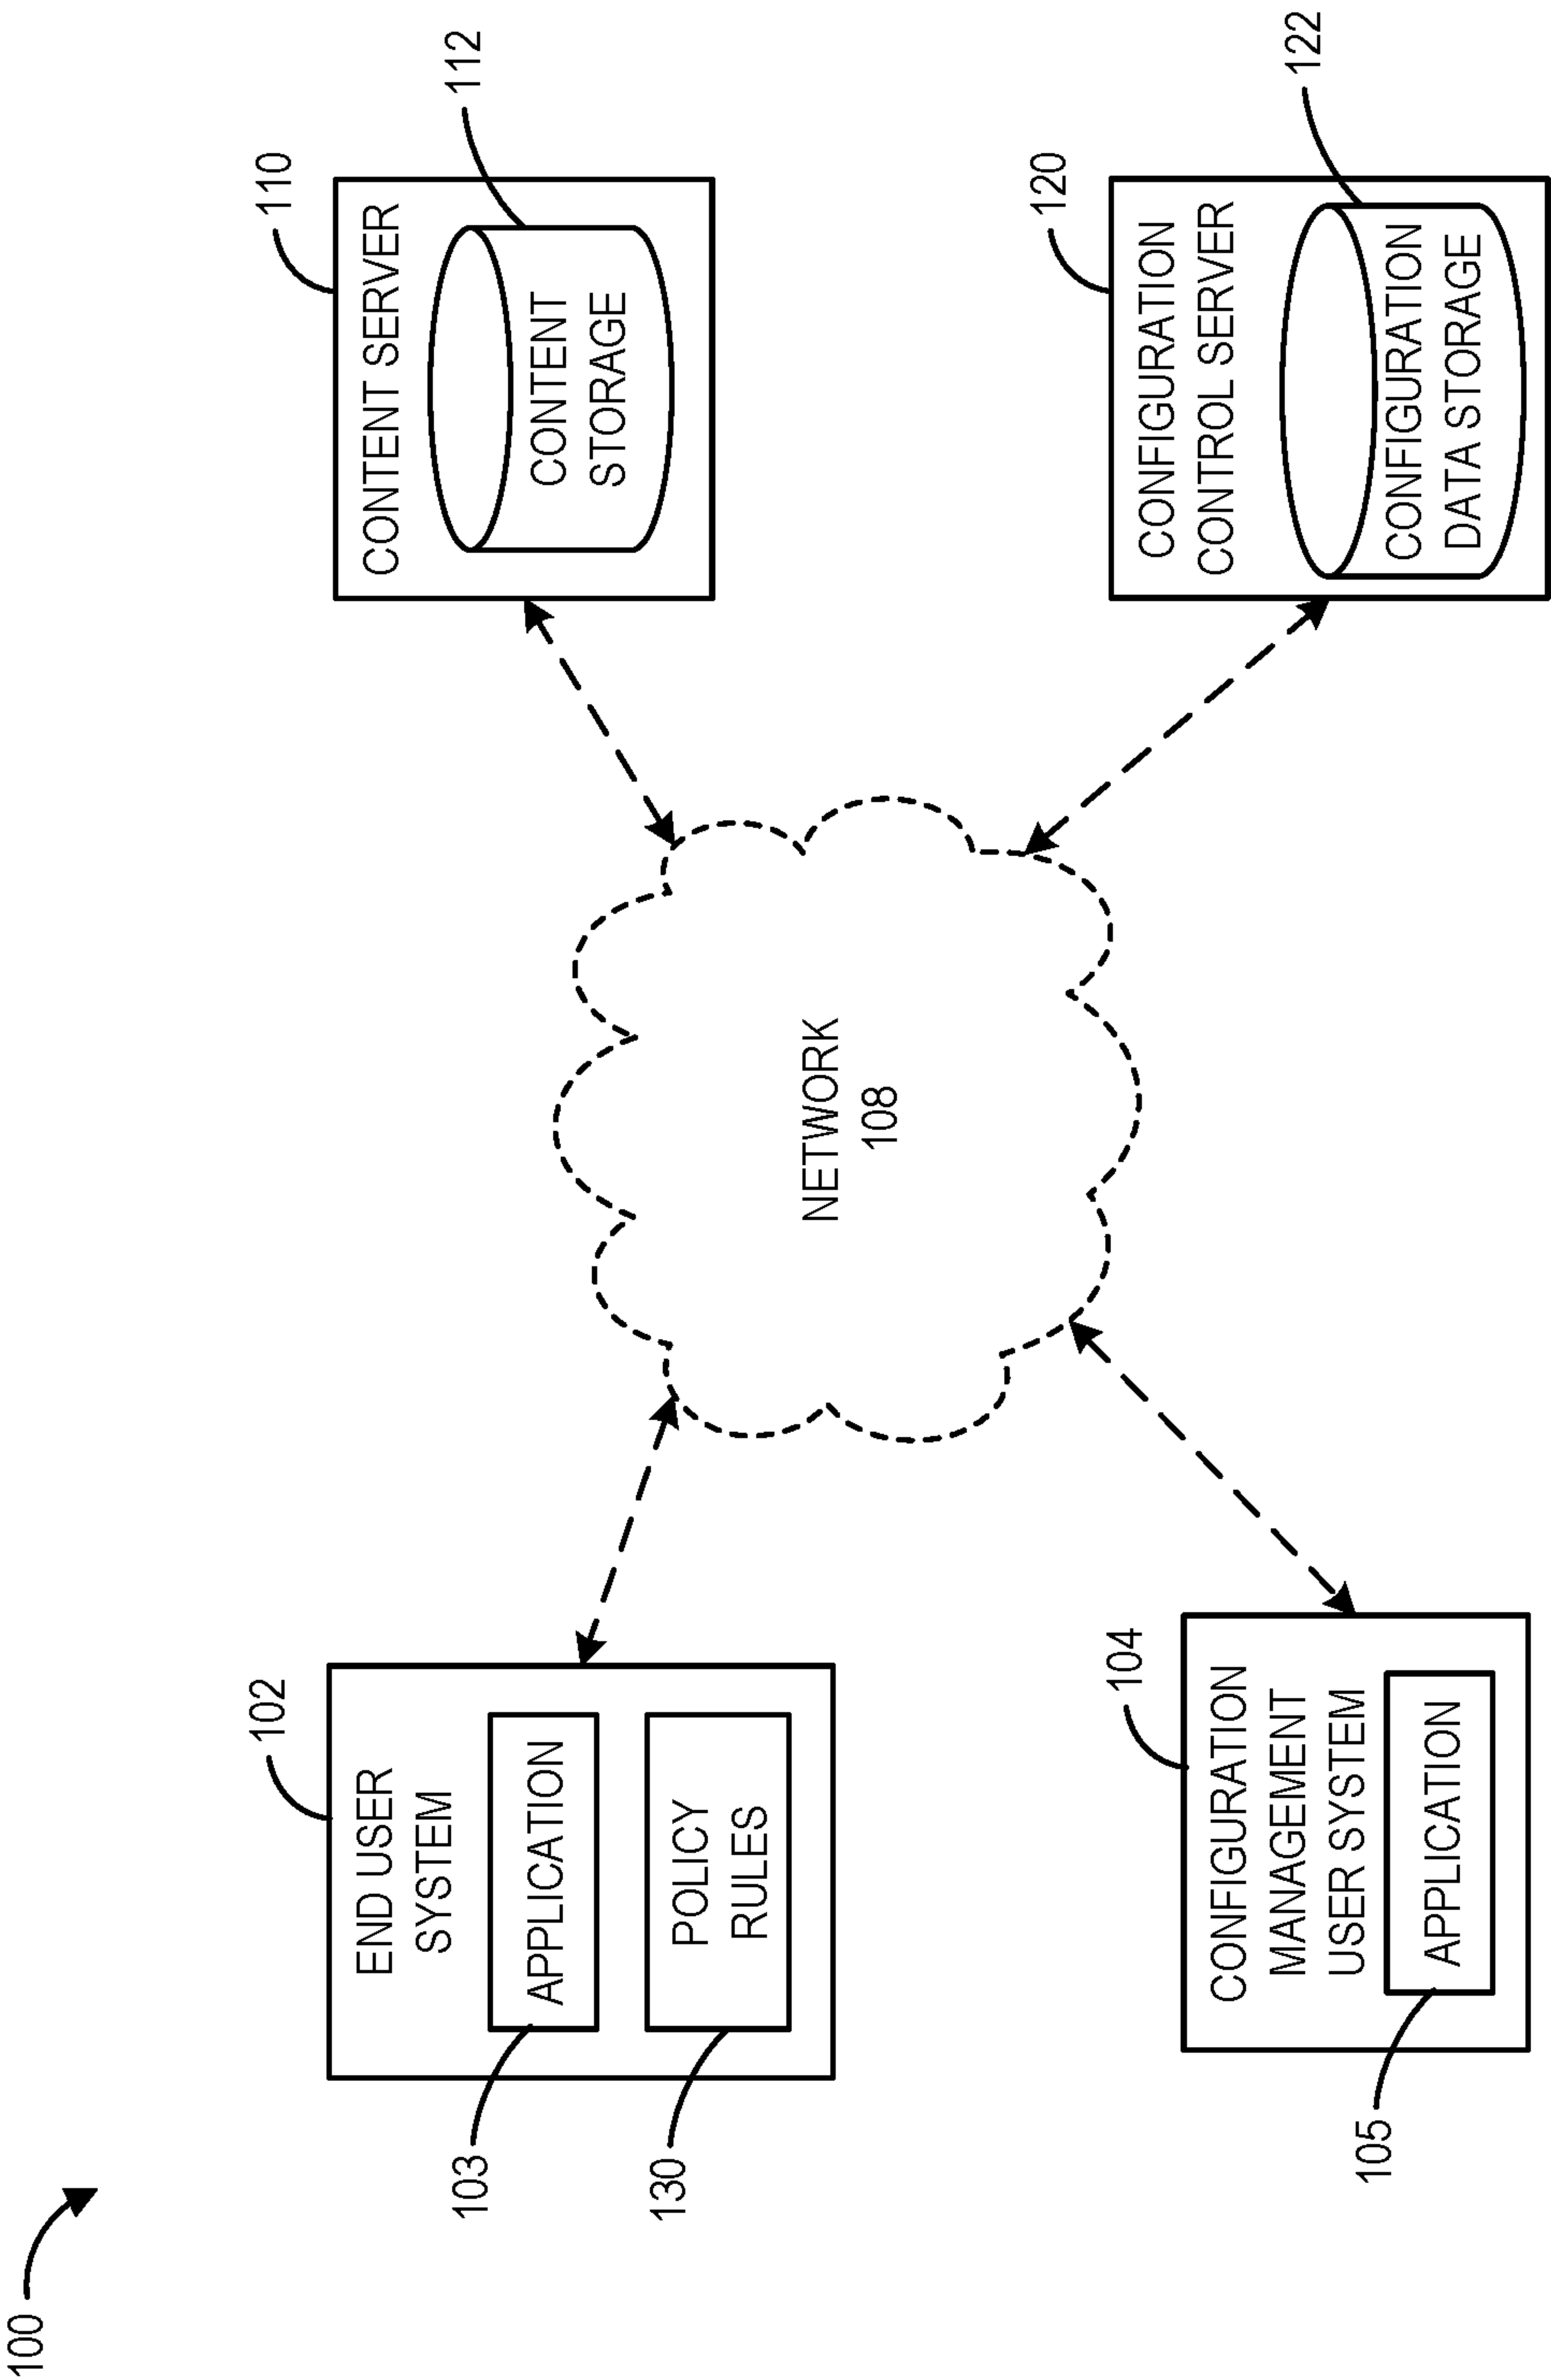 100
102
END USER
SYSTEM
103
APPLICATION
130
POLICY
RULES
110
CONTENT SERVER
112
CONTENT
STORAGE
NETWORK
108
104
CONFIGURATION
MANAGEMENT
USER SYSTEM
105
APPLICATION
120
CONFIGURATION
CONTROL SERVER
122
CONFIGURATION
DATA STORAGE